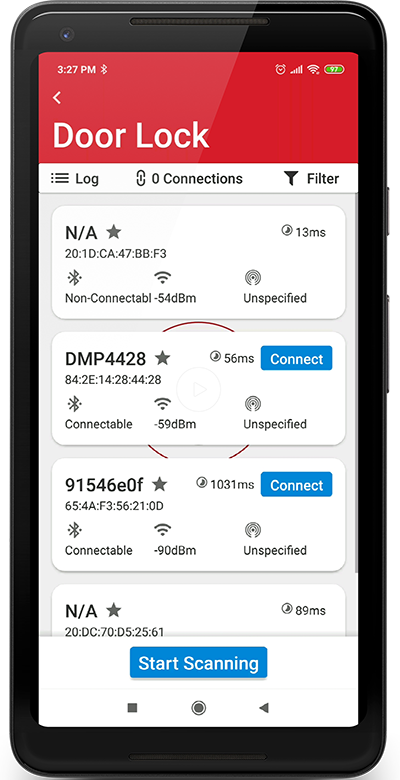 3:27 PM 97
Door Lock
Log 0 Connections Filter
N/A 13ms
20:1D:CA:47:BB:F3
Non-Connectabl -54dBm Unspecified
DMP4428 56ms Connect
84:2E:14:28:44:28
Connectable -59dBm Unspecified
91546e0f 1031ms Connect
65:4A:F3:56:21:0D
Connectable -90dBm Unspecified
N/A 89ms
20:DC:70:D5:25:61
Start Scanning